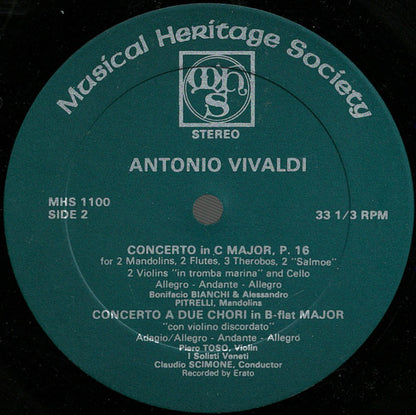 Musical Heritage Society
mhs
STEREO
ANTONIO VIVALDI
MHS 1100
SIDE 2
33 1/3 RPM
CONCERTO in C MAJOR, P. 16
for 2 Mandolins, 2 Flutes, 3 Therobos, 2 "Salmoe"
2 Violins "in tromba marina" and Cello
Allegro - Andante - Allegro
Bonifacio BIANCHI & Alessandro
PITRELLI, Mandolins
CONCERTO A DUE CHORI in B-flat MAJOR
"con violino discordato"
Adagio/Allegro - Andante - Allegro
Piero TOSO, Violin
I Solisti Veneti
Claudio SCIMONE, Conductor
Recorded by Erato